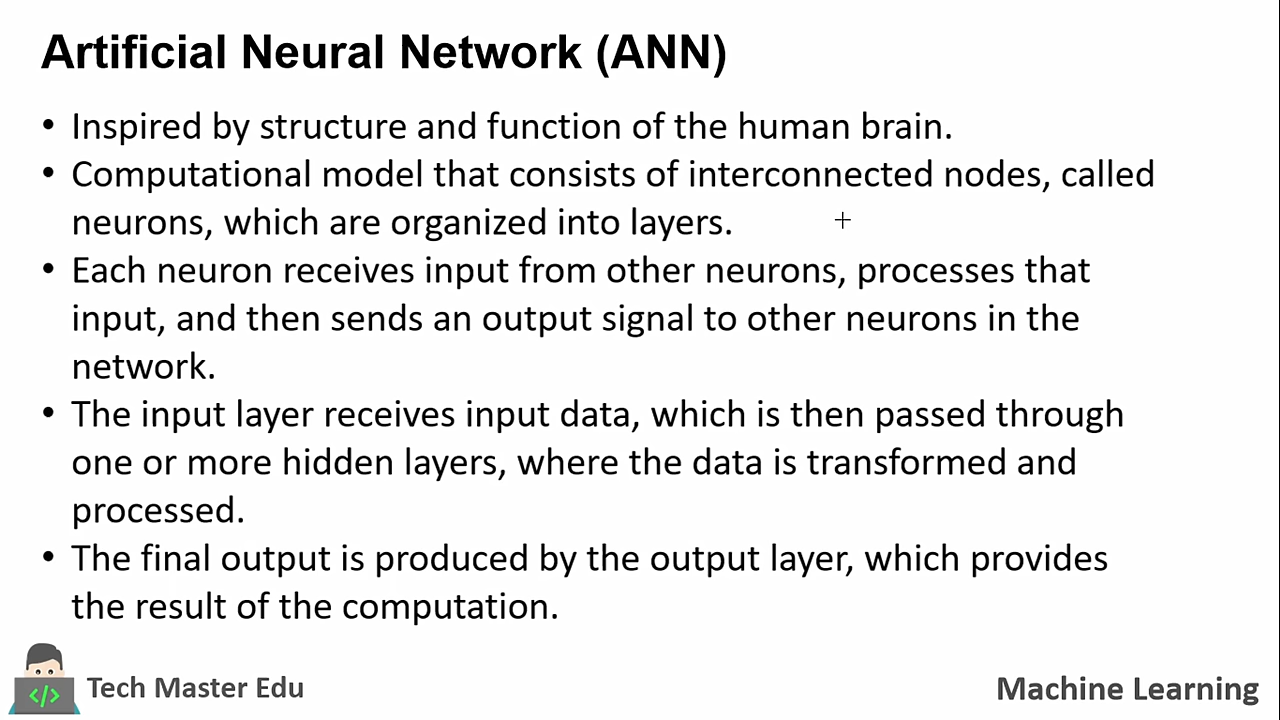 Artificial Neural Network (ANN)
• Inspired by structure and function of the human brain.
• Computational model that consists of interconnected nodes, called
neurons, which are organized into layers.
• Each neuron receives input from other neurons, processes that
input, and then sends an output signal to other neurons in the
network.
• The input layer receives input data, which is then passed through
one or more hidden layers, where the data is transformed and
processed.
• The final output is produced by the output layer, which provides
the result of the computation.
</>
Tech Master Edu
Machine Learning